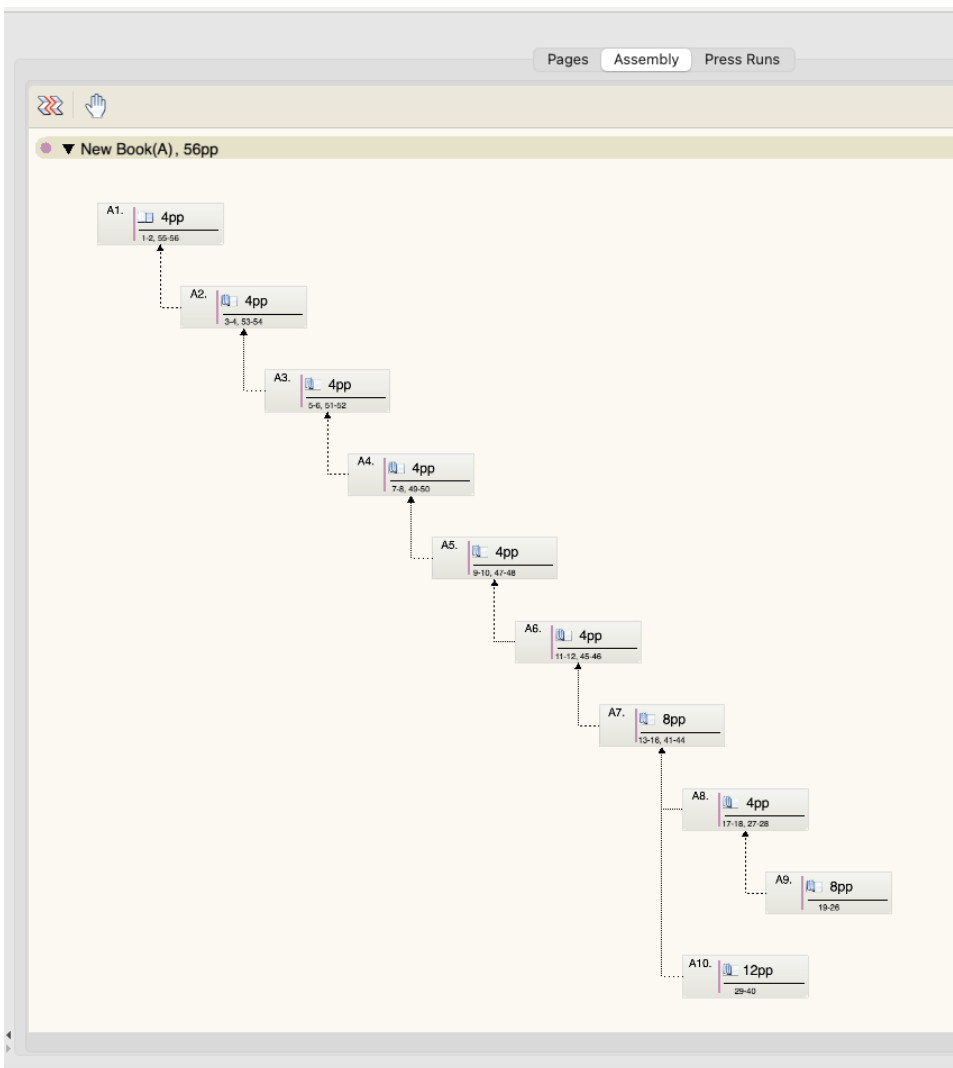 Pages Assembly Press Runs
New Book(A) , 56pp
A1. 4pp
1-2, 55-56
A2. 4pp
3-4, 53-54
A3. 4pp
5-6, 51-52
A4. 4pp
7-8, 49-50
A5. 4pp
9-10, 47-48
A6. 4pp
11-12, 45-46
A7. 8pp
13-16, 41-44
A8. 4pp
17-18, 27-28
A9. 8pp
19-26
A10. 12pp
29-40